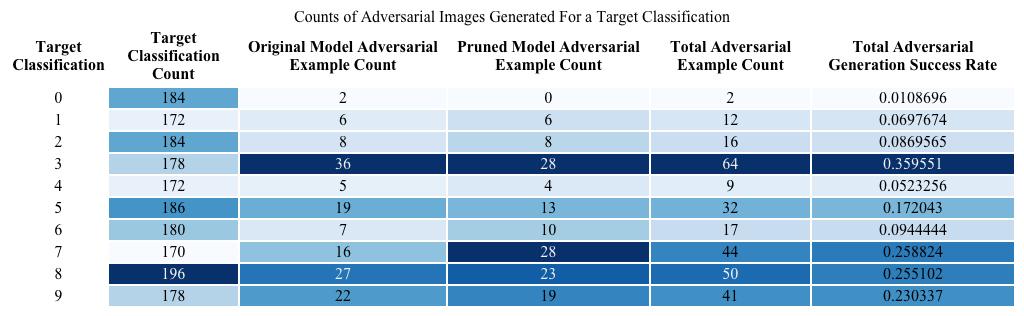 Counts of Adversarial Images Generated For a Target Classification
Target Classification | Target Classification Count | Original Model Adversarial Example Count | Pruned Model Adversarial Example Count | Total Adversarial Example Count | Total Adversarial Generation Success Rate
0 184 2 0 2 0.0108696
1 172 6 6 12 0.0697674
2 184 8 8 16 0.0869565
3 178 36 28 64 0.359551
4 172 5 4 9 0.0523256
5 186 19 13 32 0.172043
6 180 7 10 17 0.0944444
7 170 16 28 44 0.258824
8 196 27 23 50 0.255102
9 178 22 19 41 0.230337